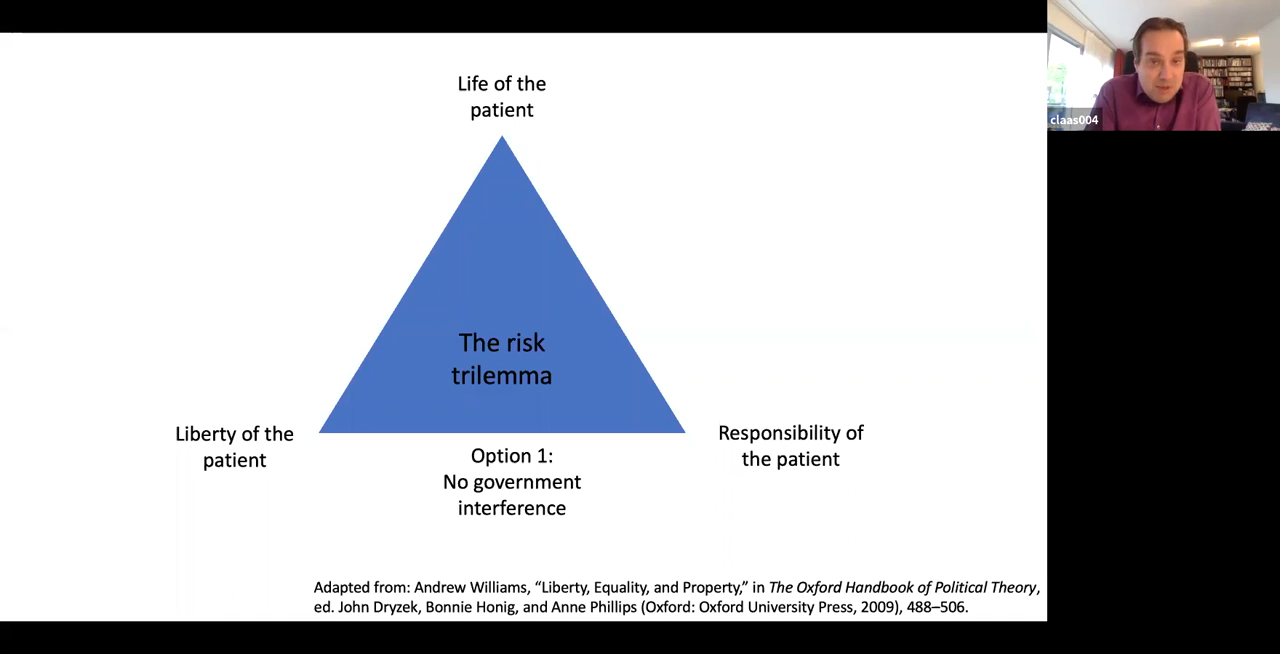 Life of the
patient
claas004
The risk
trilemma
Liberty of the
patient
Responsibility of
the patient
Option 1:
No government
interference
Adapted from: Andrew Williams, “Liberty, Equality, and Property,” in The Oxford Handbook of Political Theory,
ed. John Dryzek, Bonnie Honig, and Anne Phillips (Oxford: Oxford University Press, 2009), 488–506.